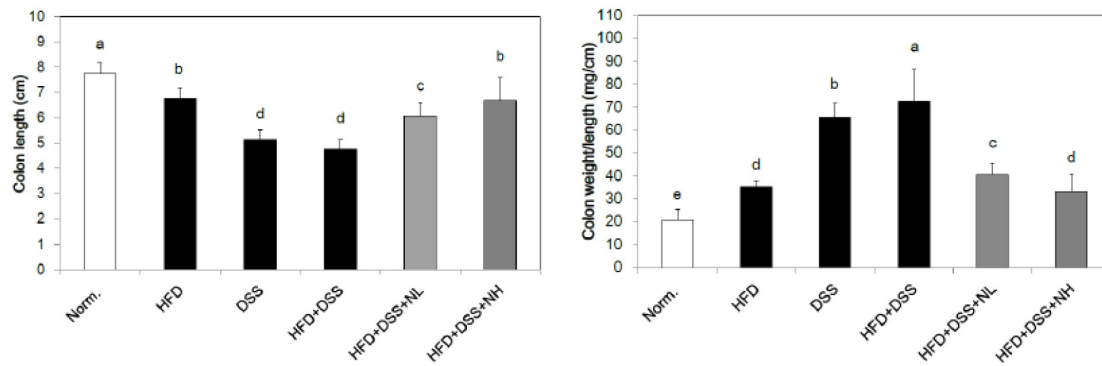 Colon length (cm)
10
9
8
7
6
5
4
3
2
1
0
a
b
d
d
c
b
Norm.
HFD
DSS
HFD+DSS
HFD+DSS+NL
HFD+DSS+NH
Colon weight/length (mg/cm)
110
100
90
80
70
60
50
40
30
20
10
0
e
d
b
a
c
d
Norm.
HFD
DSS
HFD+DSS
HFD+DSS+NL
HFD+DSS+NH